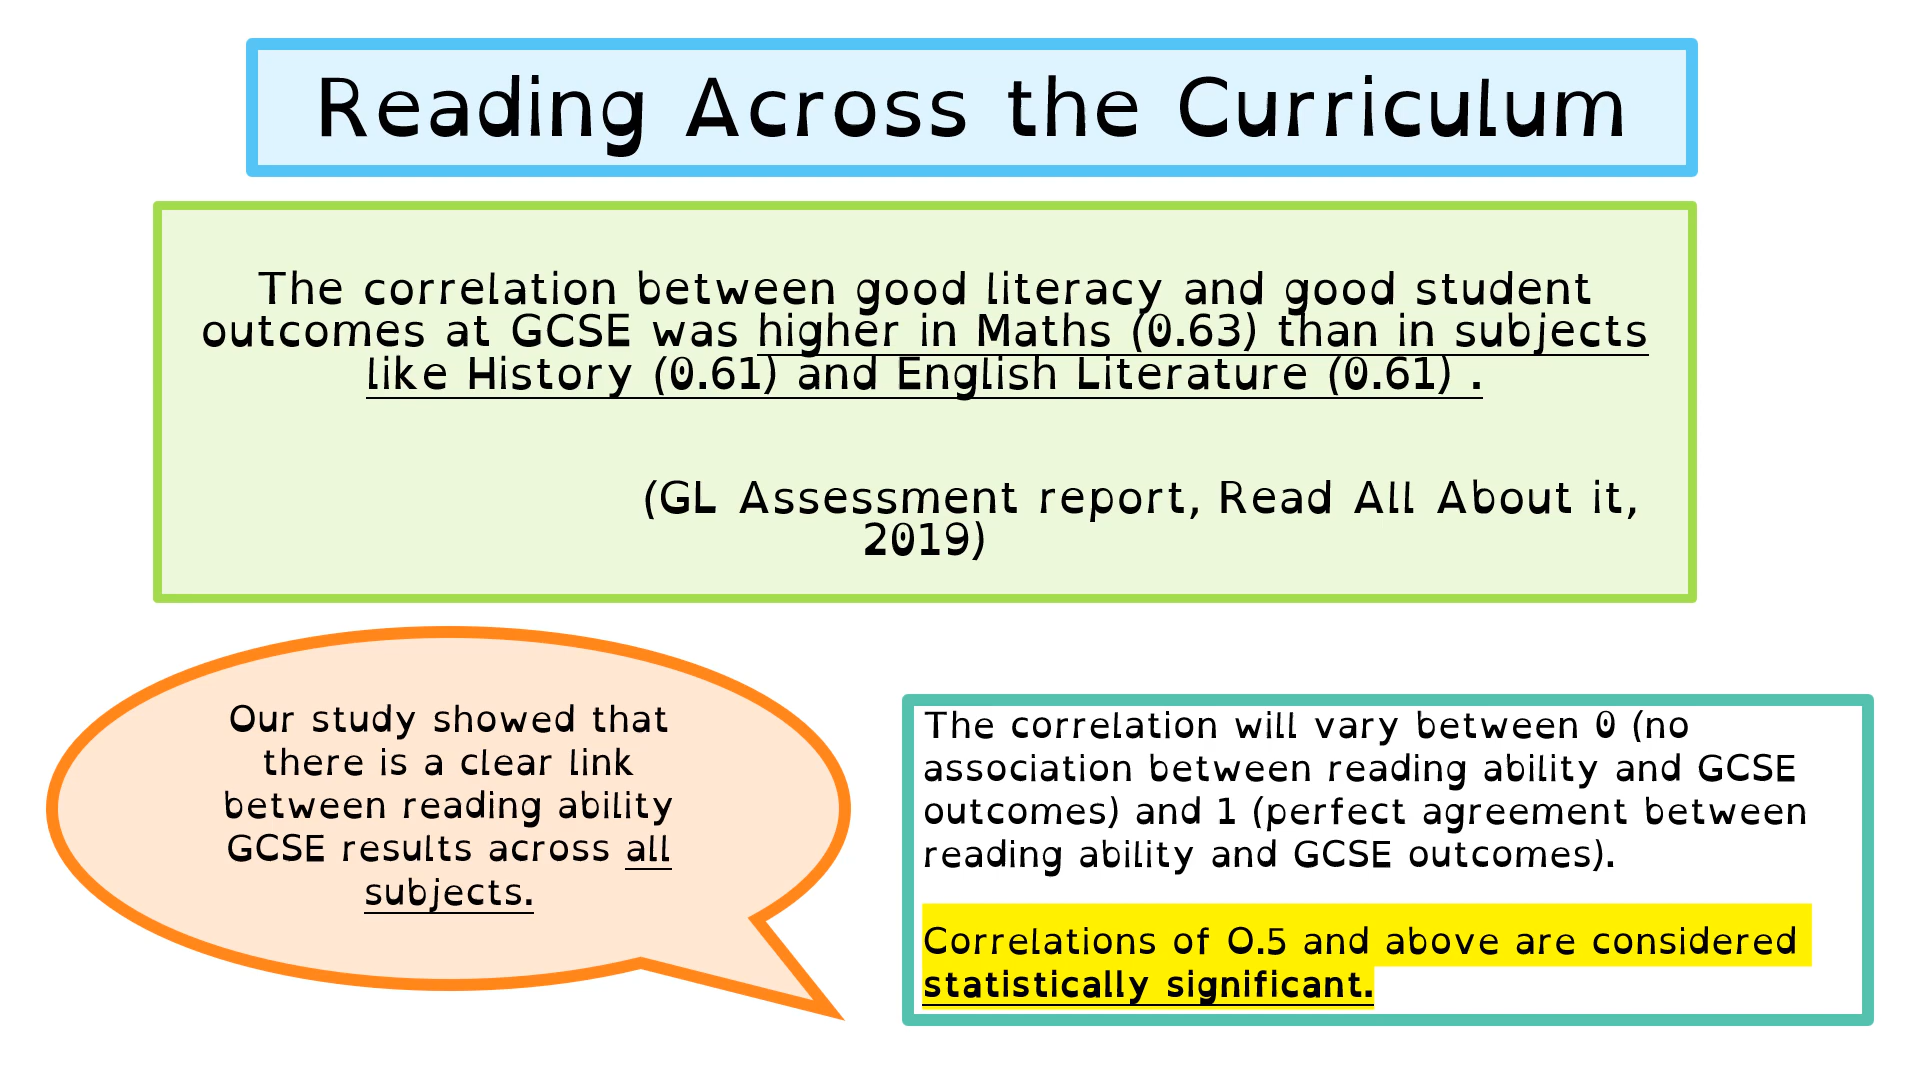 Reading Across the Curriculum
The correlation between good literacy and good student
outcomes at GCSE was higher in Maths (0.63) than in subjects
like History (0.61) and English Literature (0.61) .
(GL Assessment report, Read All About it,
2019)
Our study showed that
there is a clear link
between reading ability
GCSE results across all
subjects.
The correlation will vary between 0 (no
association between reading ability and GCSE
outcomes) and 1 (perfect agreement between
reading ability and GCSE outcomes).
Correlations of O.5 and above are considered
statistically significant.